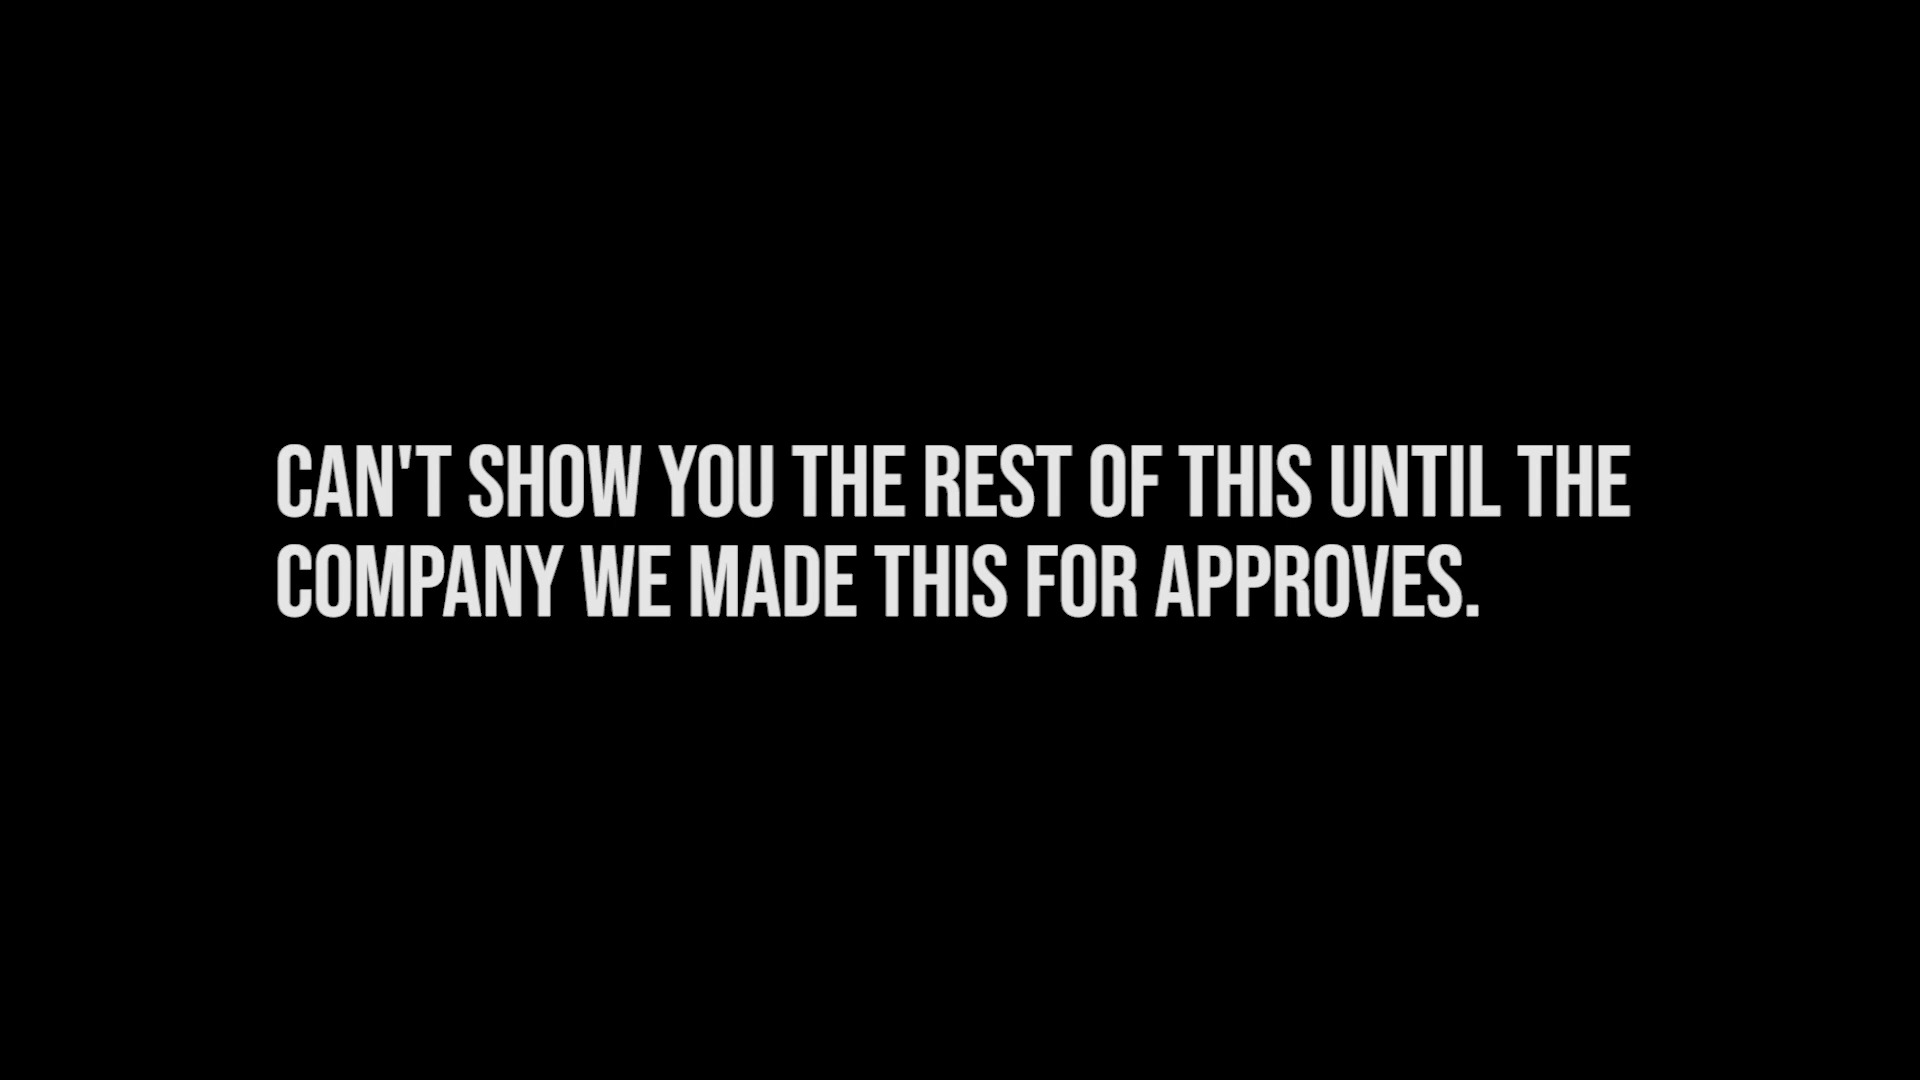 CAN'T SHOW YOU THE REST OF THIS UNTIL THE
COMPANY WE MADE THIS FOR APPROVES.